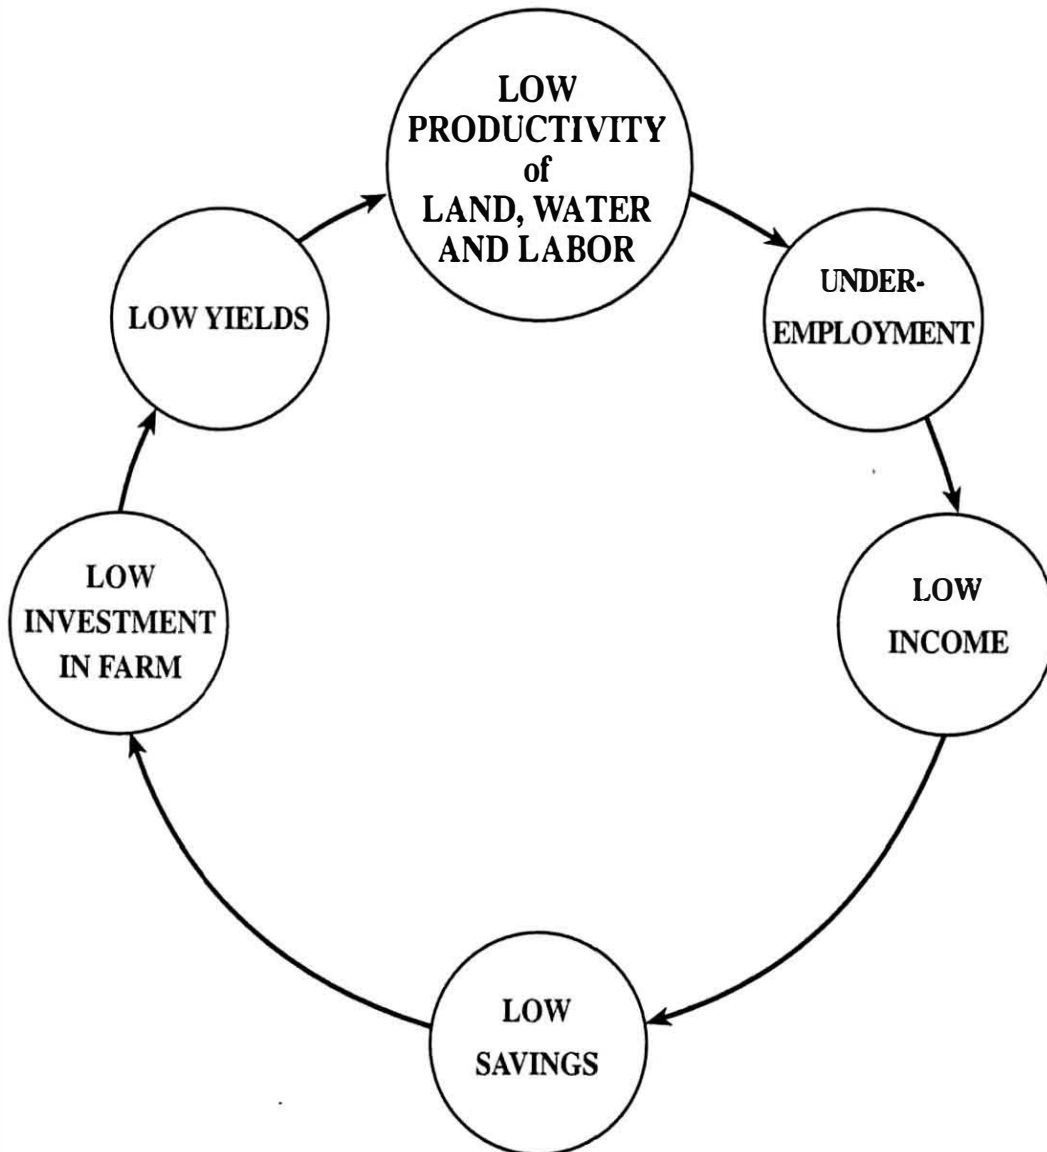 LOW
PRODUCTIVITY
of
LAND, WATER
AND LABOR
UNDER-
EMPLOYMENT
LOW
INCOME
LOW
SAVINGS
LOW
INVESTMENT
IN FARM
LOW YIELDS